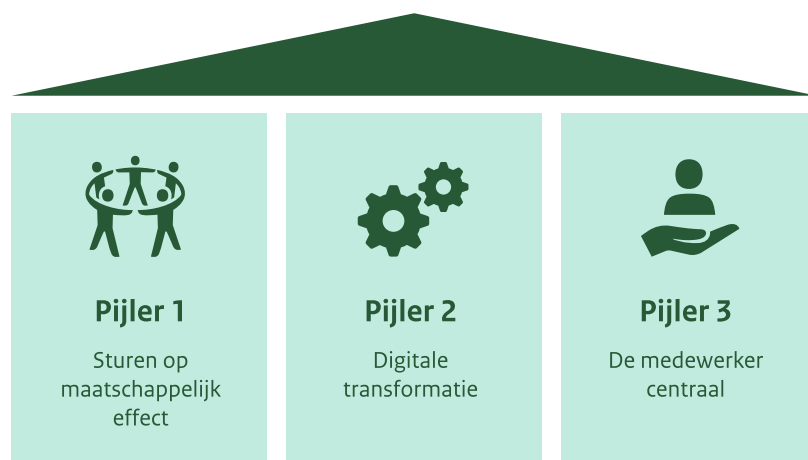 Pijler 1
Sturen op
maatschappelijk
effect
Pijler 2
Digitale
transformatie
Pijler 3
De medewerker
centraal